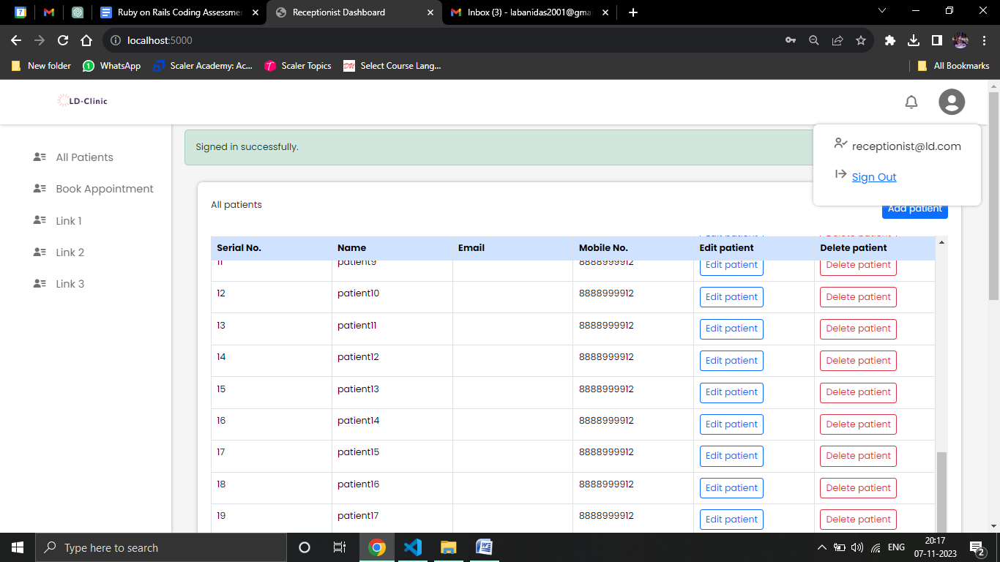 Ruby on Rails Coding Assessme
Receptionist Dashboard
Inbox (3) - labanidas2001@gma
localhost:5000
New folder
WhatsApp
Scaler Academy: Ac...
Scaler Topics
Select Course Lang...
All Bookmarks
LD-Clinic
All Patients
Book Appointment
Link 1
Link 2
Link 3
Signed in successfully.
receptionist@ld.com
Sign Out
All patients
Add patient
Serial No. Name Email Mobile No. Edit patient Delete patient
11 patient9 8888999912 Edit patient Delete patient
12 patient10 8888999912 Edit patient Delete patient
13 patient11 8888999912 Edit patient Delete patient
14 patient12 8888999912 Edit patient Delete patient
15 patient13 8888999912 Edit patient Delete patient
16 patient14 8888999912 Edit patient Delete patient
17 patient15 8888999912 Edit patient Delete patient
18 patient16 8888999912 Edit patient Delete patient
19 patient17 8888999912 Edit patient Delete patient
Type here to search
ENG
20:17
07-11-2023
2